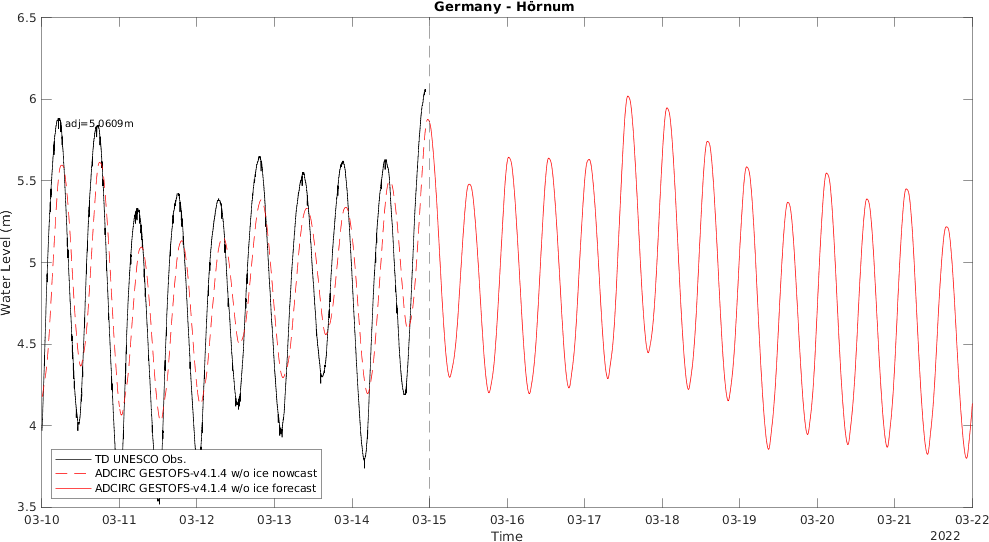 Germany - Hörnum
6.5
6
5.5
5
4.5
4
3.5
Water Level (m)
adj=5.0609m
TD UNESCO Obs.
ADCIRC GESTOFS-v4.1.4 w/o ice nowcast
ADCIRC GESTOFS-v4.1.4 w/o ice forecast
03-10 03-11 03-12 03-13 03-14 03-15 03-16 03-17 03-18 03-19 03-20 03-21 03-22
Time
2022